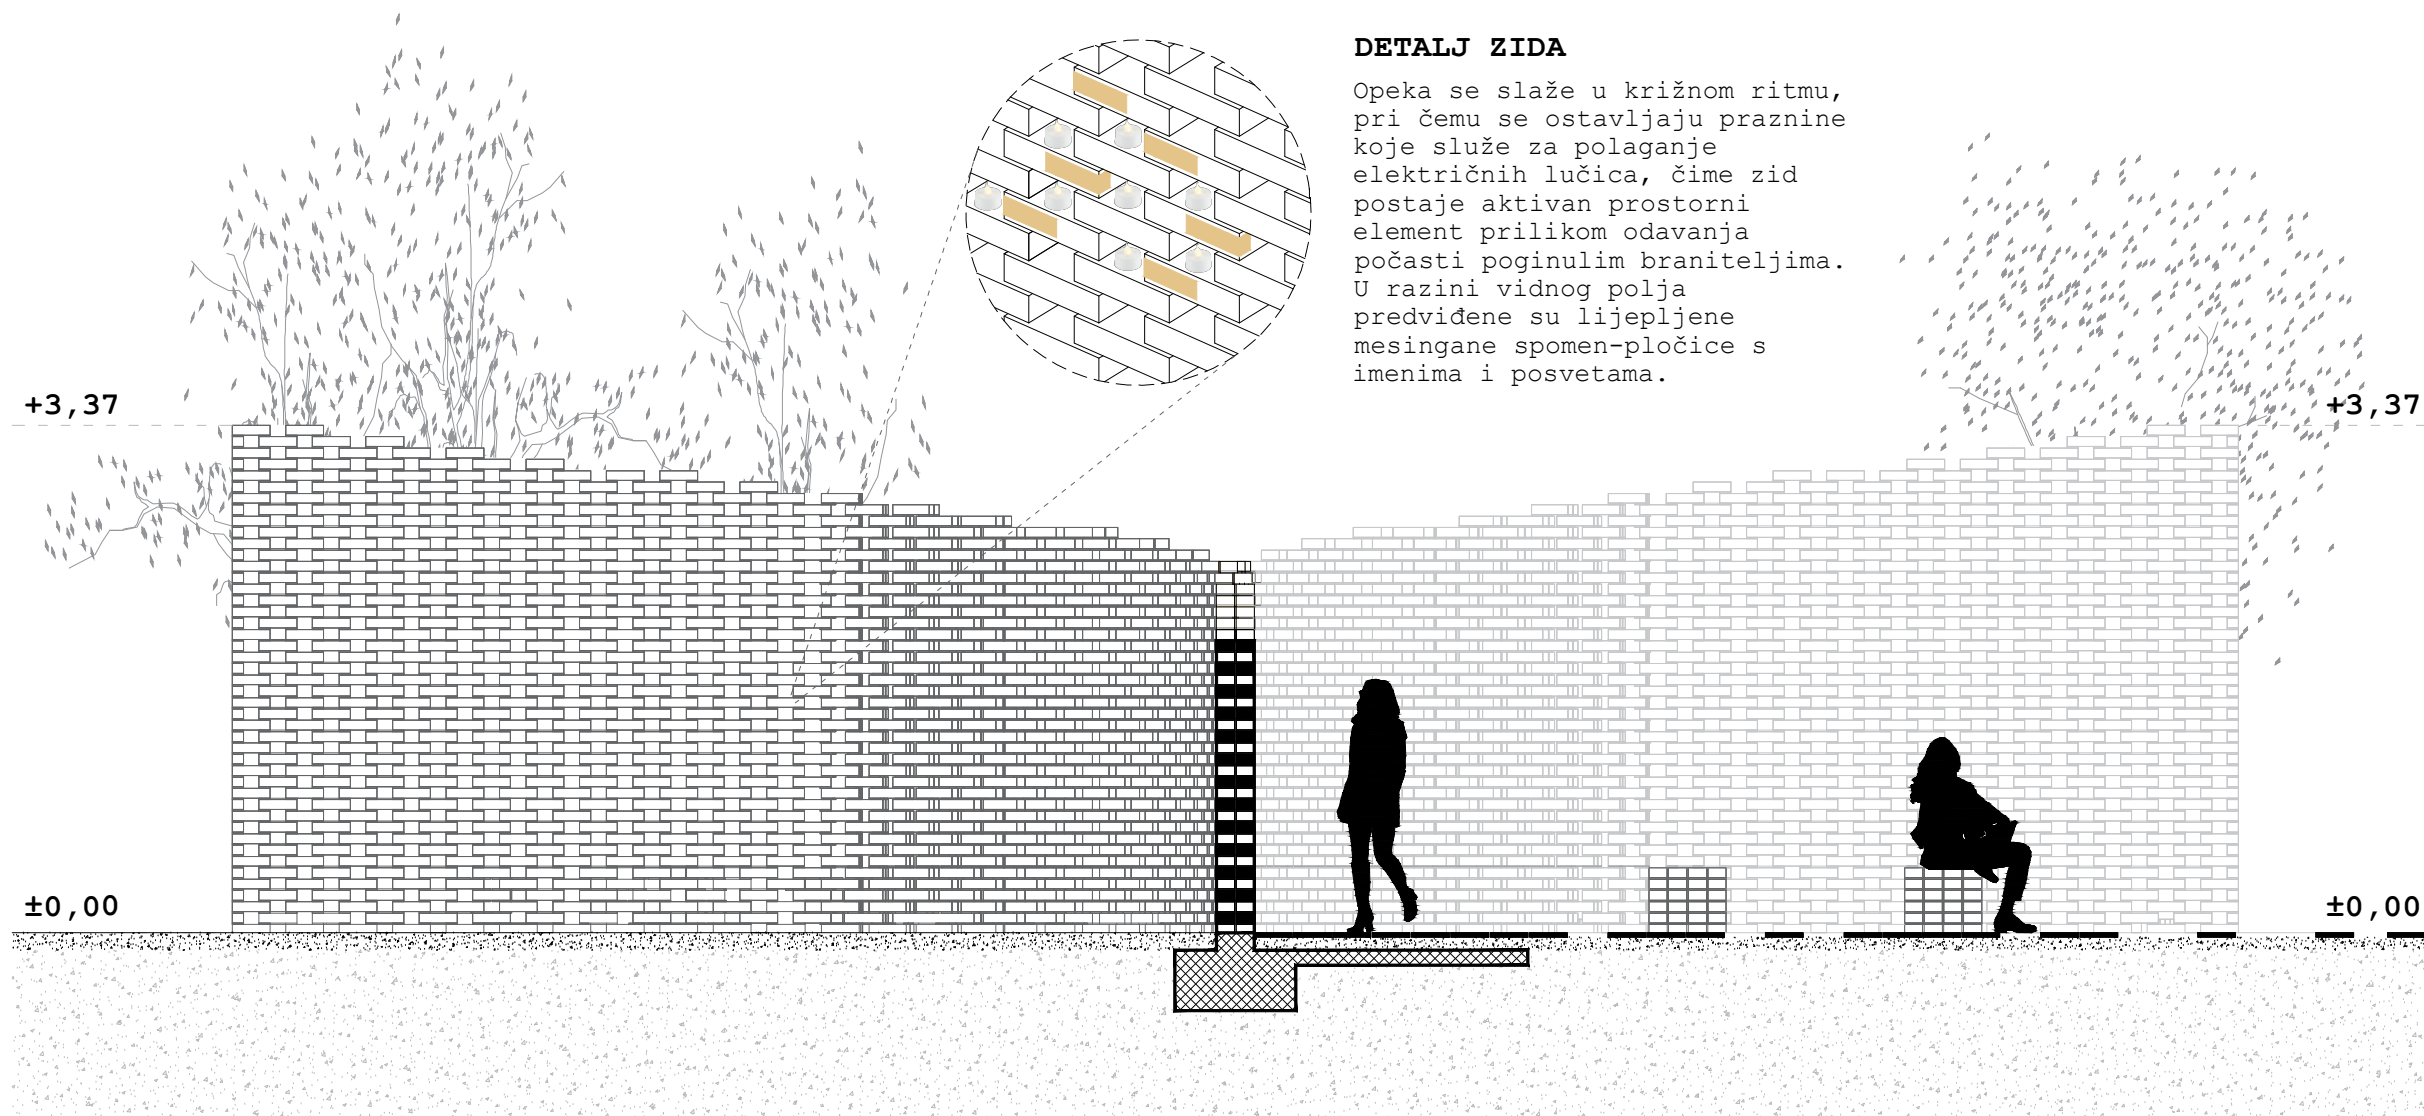 DETALJ ZIDA
Opeka se slaže u križnom ritmu,
pri čemu se ostavljaju praznine
koje služe za polaganje
električnih lučica, čime zid
postaje aktivan prostorni
element prilikom odavanja
počasti poginulim braniteljima.
U razini vidnog polja
predviđene su lijepljene
mesingane spomen-pločice s
imenima i posvetama.
+3,37
+3,37
±0,00
±0,00